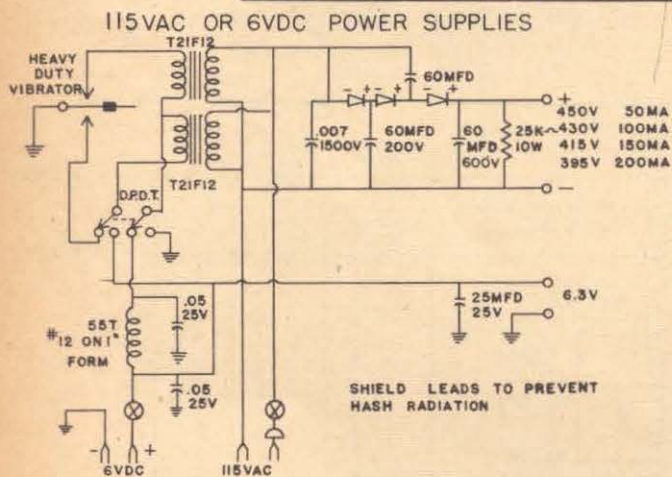 115VAC OR 6VDC POWER SUPPLIES
T21F12
HEAVY
DUTY
VIBRATOR
60MFD
- + - + - +
+
450V 50MA
430V 100MA
415V 150MA
395V 200MA
.007
1500V
60MFD
200V
60
MFD
600V
25K
10W
T21F12
D.P.D.T.
-
.05
25V
25MFD
25V
6.3V
55T
#12 ON 1"
FORM
.05
25V
SHIELD LEADS TO PREVENT
HASH RADIATION
- +
6VDC
115VAC